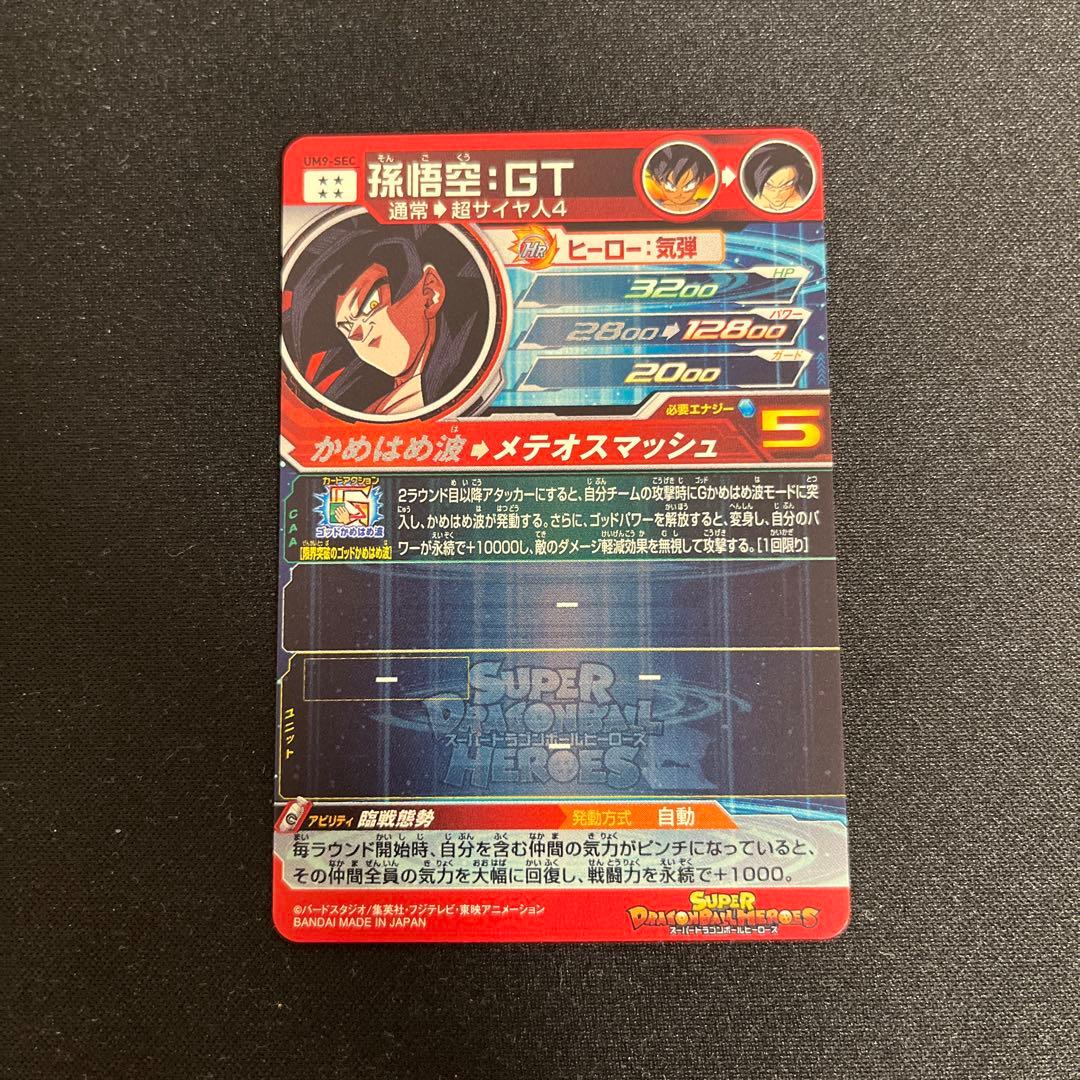 UM9-SEC
孫悟空:GT
そん ご くう
通常➡超サイヤ人4
HR ヒーロー:気弾
HP
3200
パワー
2800➡12800
ガード
2000
必要エナジー 5
かめはめ波➡メテオスマッシュ
は
CAA
カードアクション
ゴッドかめはめ波
[限界突破のゴッドかめはめ波]
2ラウンド目以降アタッカーにすると、自分チームの攻撃時にGかめはめ波モードに突
入し、かめはめ波が発動する。さらに、ゴッドパワーを解放すると、変身し、自分のパ
ワーが永続で+10000し、敵のダメージ軽減効果を無視して攻撃する。[1回限り]
-
ユニット
- -
-
SUPER
DRAGONBALL
スーパードラゴンボールヒーローズ
HEROES
アビリティ 臨戦態勢 発動方式 自動
毎ラウンド開始時、自分を含む仲間の気力がピンチになっていると、
その仲間全員の気力を大幅に回復し、戦闘力を永続で+1000。
©バードスタジオ/集英社・フジテレビ・東映アニメーション
BANDAI MADE IN JAPAN
SUPER
DRAGONBALL HEROES
スーパードラゴンボールヒーローズ